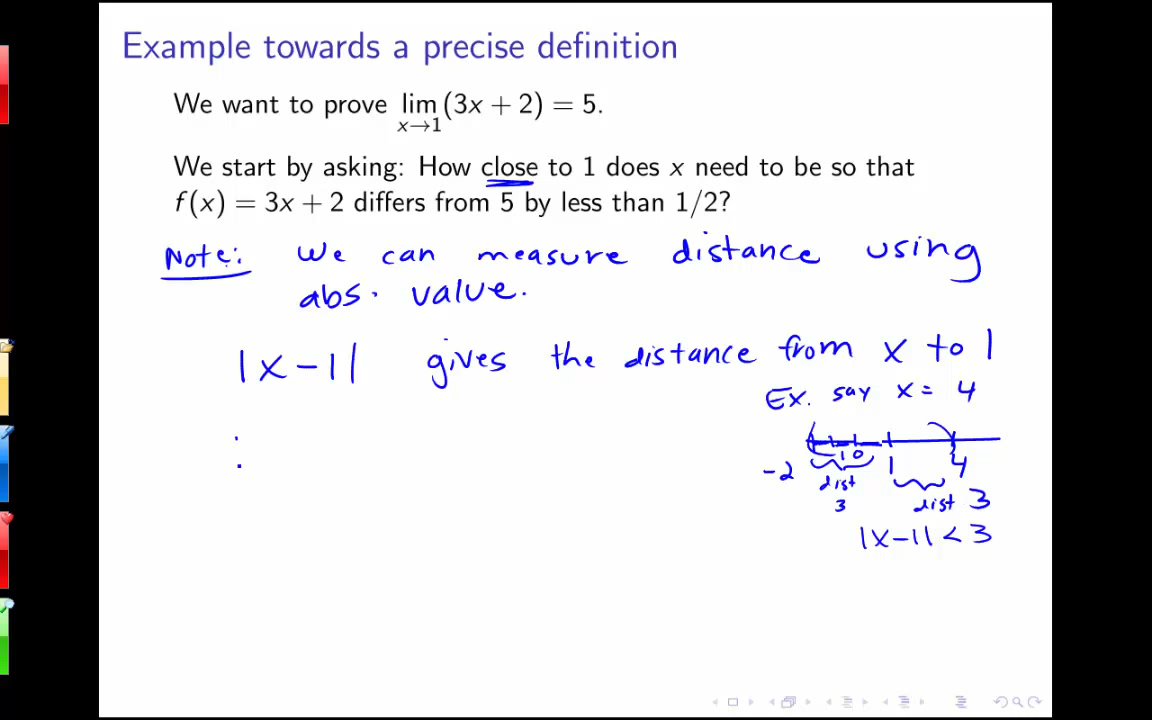 Example towards a precise definition
We want to prove lim (3x + 2) = 5.
x→1
We start by asking: How close to 1 does x need to be so that
f(x) = 3x + 2 differs from 5 by less than 1/2?
Note: We can measure distance using
abs. value.
|x-1| gives the distance from x to 1
Ex. say x = 4
-2 -1 0 1 4
dist 3 dist 3
|x-1| < 3